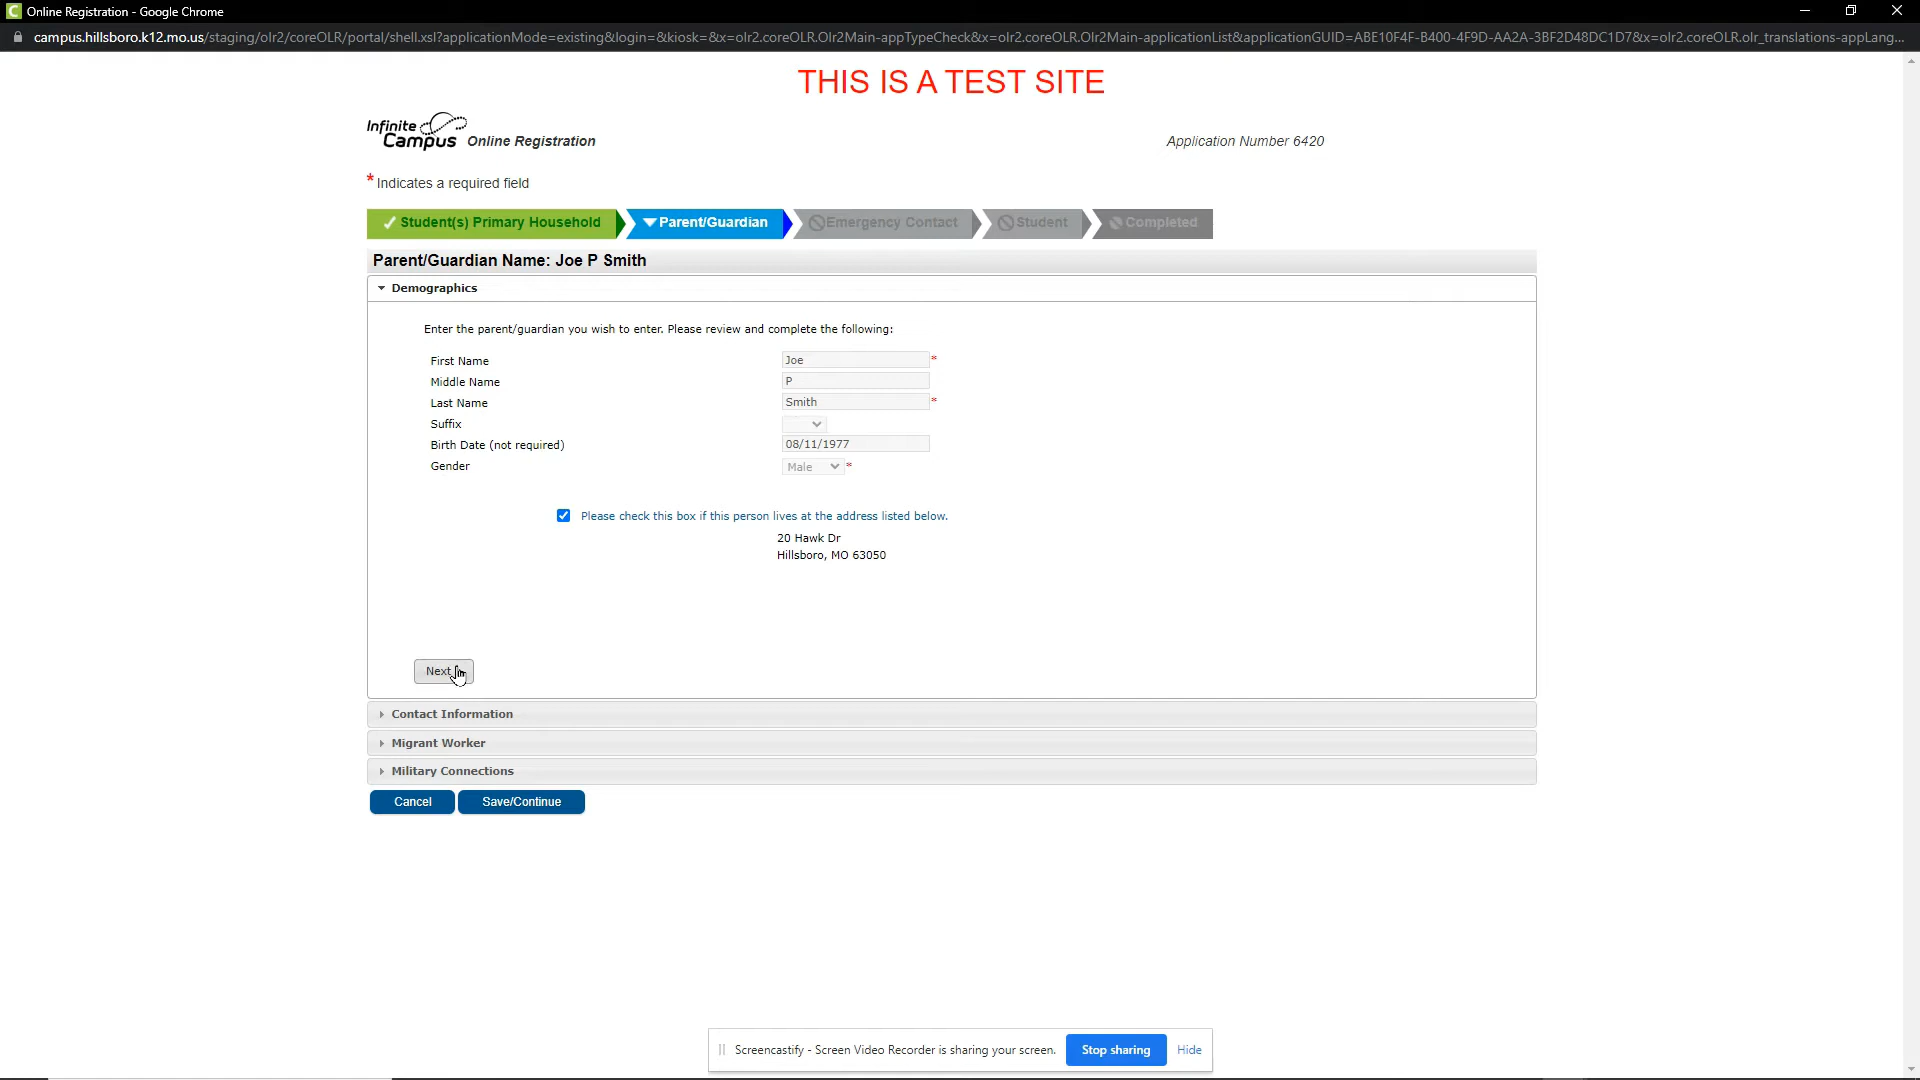 Online Registration - Google Chrome
campus.hillsboro.k12.mo.us/staging/olr2/coreOLR/portal/shell.xsl?applicationMode=existing&login=&kiosk=&x=olr2.coreOLR.Olr2Main-appTypeCheck&x=olr2.coreOLR.Olr2Main-applicationList&applicationGUID=ABE10F4F-B400-4F9D-AA2A-3BF2D48DC1D7&x=olr2.coreOLR.olr_translations-appLang...
THIS IS A TEST SITE
Infinite Campus Online Registration
Application Number 6420
* Indicates a required field
Student(s) Primary Household Parent/Guardian Emergency Contact Student Completed
Parent/Guardian Name: Joe P Smith
Demographics
Enter the parent/guardian you wish to enter. Please review and complete the following:
First Name Joe *
Middle Name P
Last Name Smith *
Suffix
Birth Date (not required) 08/11/1977
Gender Male *
Please check this box if this person lives at the address listed below.
20 Hawk Dr
Hillsboro, MO 63050
Next
Contact Information
Migrant Worker
Military Connections
Cancel Save/Continue
Screencastify - Screen Video Recorder is sharing your screen. Stop sharing Hide